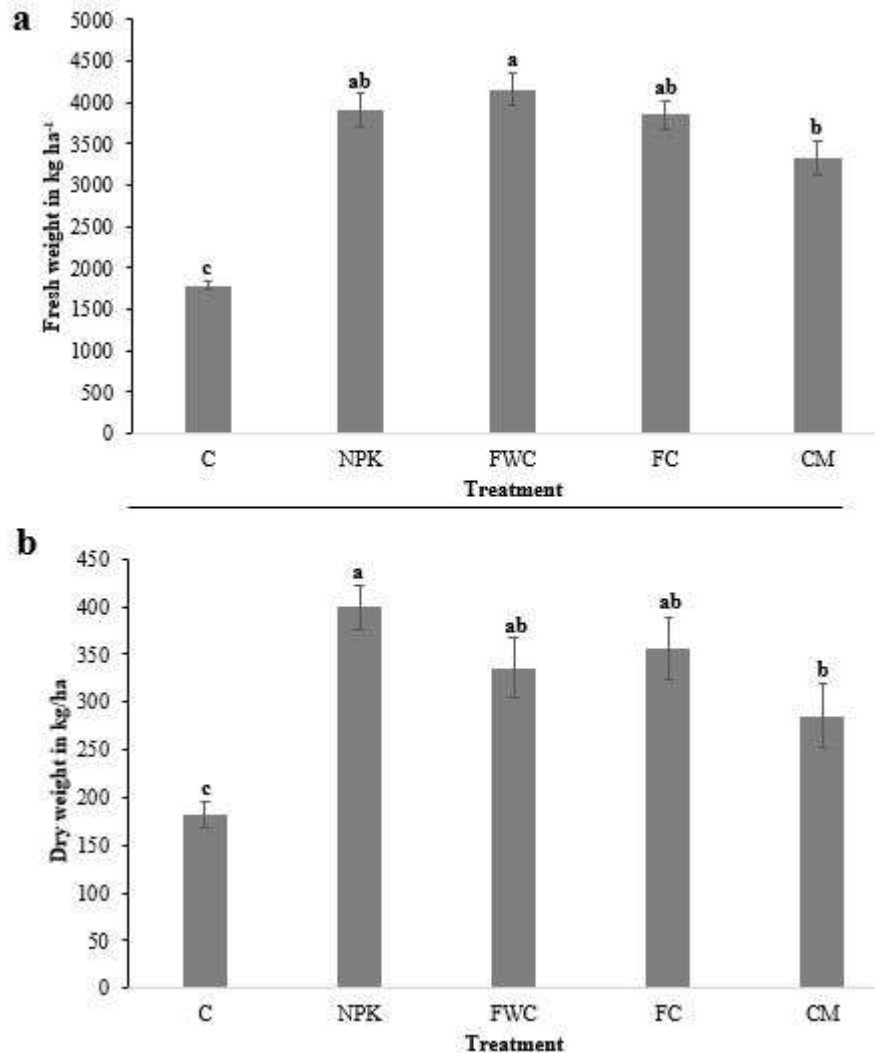 a
5000
4500
4000
3500
3000
2500
2000
1500
1000
500
0
Fresh weight in kg ha⁻¹
c
ab
a
ab
b
C NPK FWC FC CM
Treatment
b
450
400
350
300
250
200
150
100
50
0
Dry weight in kg/ha
c
a
ab
ab
b
C NPK FWC FC CM
Treatment